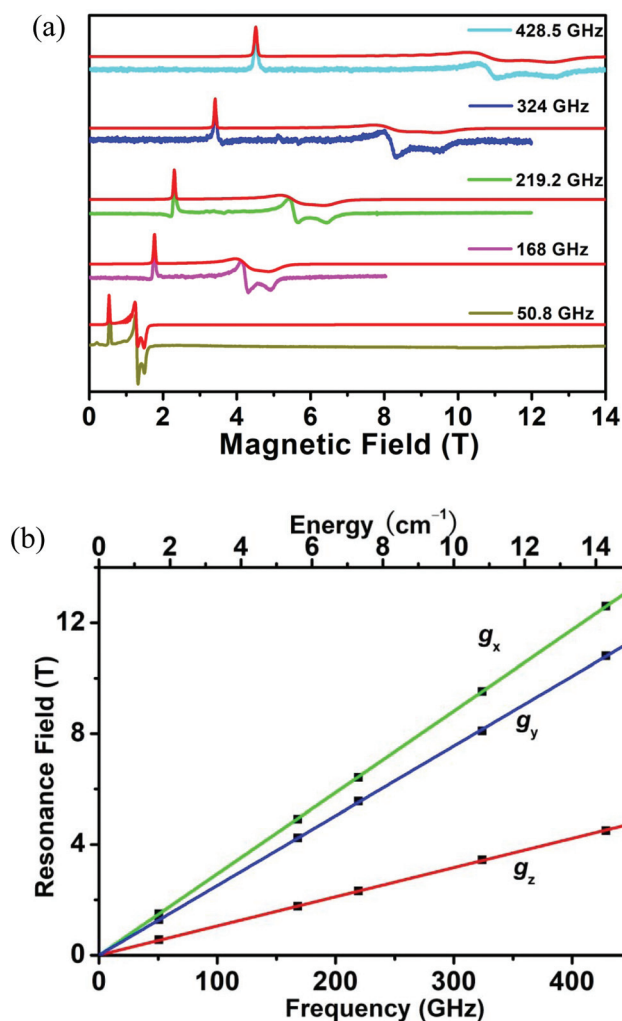 (a)
428.5 GHz
324 GHz
219.2 GHz
168 GHz
50.8 GHz
0 2 4 6 8 10 12 14
Magnetic Field (T)
(b)
Energy (cm⁻¹)
0 2 4 6 8 10 12 14
12
8
4
0
Resonance Field (T)
gx
gy
gz
0 100 200 300 400
Frequency (GHz)